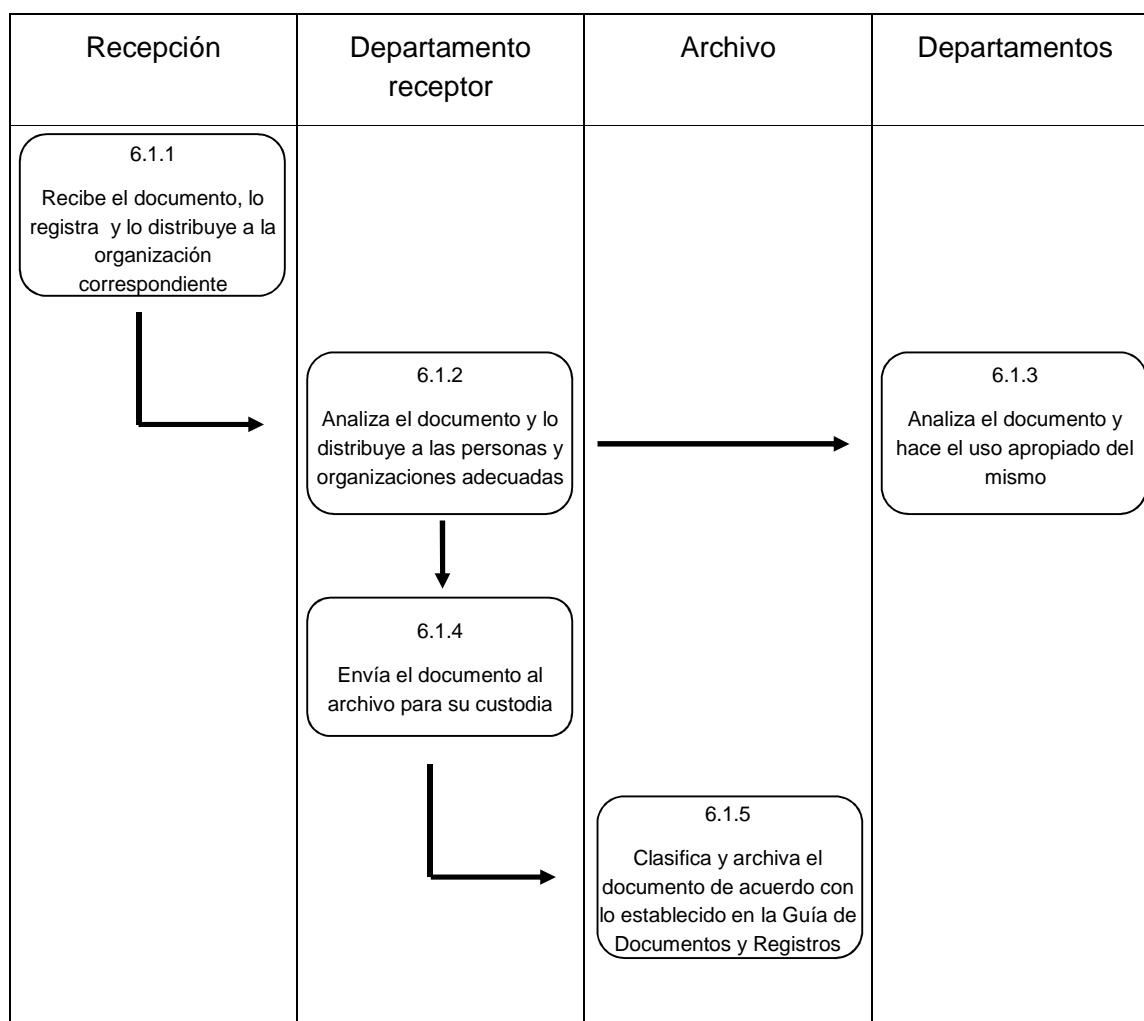 Recepción
Departamento
receptor
Archivo
Departamentos
6.1.1
Recibe el documento, lo
registra y lo distribuye a la
organización
correspondiente
6.1.2
Analiza el documento y lo
distribuye a las personas y
organizaciones adecuadas
6.1.3
Analiza el documento y
hace el uso apropiado del
mismo
6.1.4
Envía el documento al
archivo para su custodia
6.1.5
Clasifica y archiva el
documento de acuerdo con
lo establecido en la Guía de
Documentos y Registros